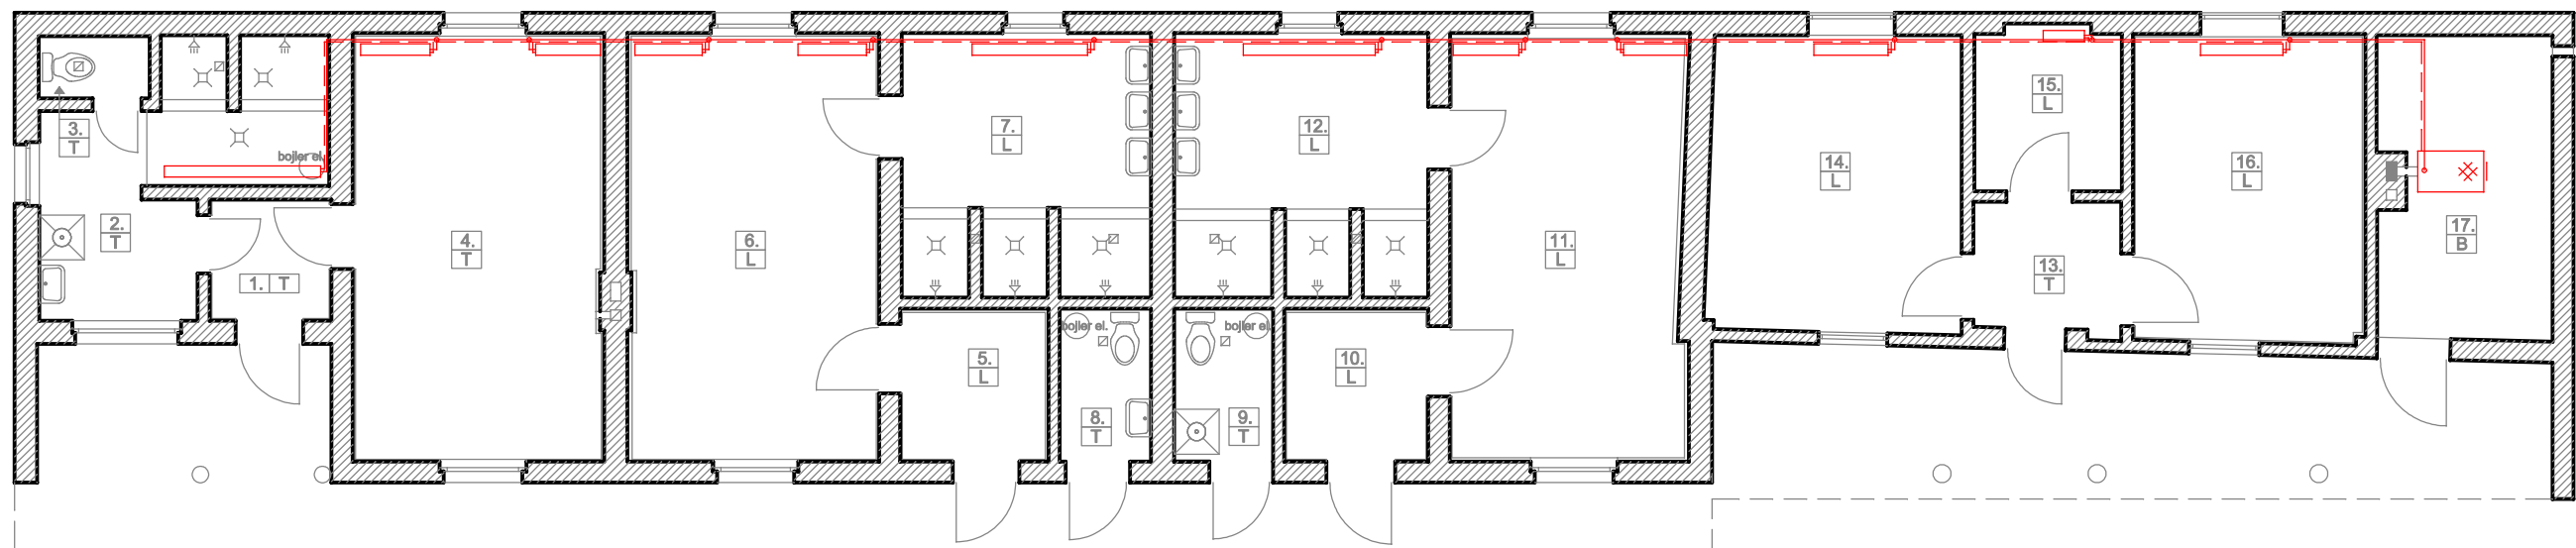 3.
T
bojler el.
2.
T
1. T
4.
T
6.
L
7.
L
12.
L
5.
L
bojler el.
8.
T
bojler el.
9.
T
10.
L
11.
L
14.
L
15.
L
13.
T
16.
L
17.
B